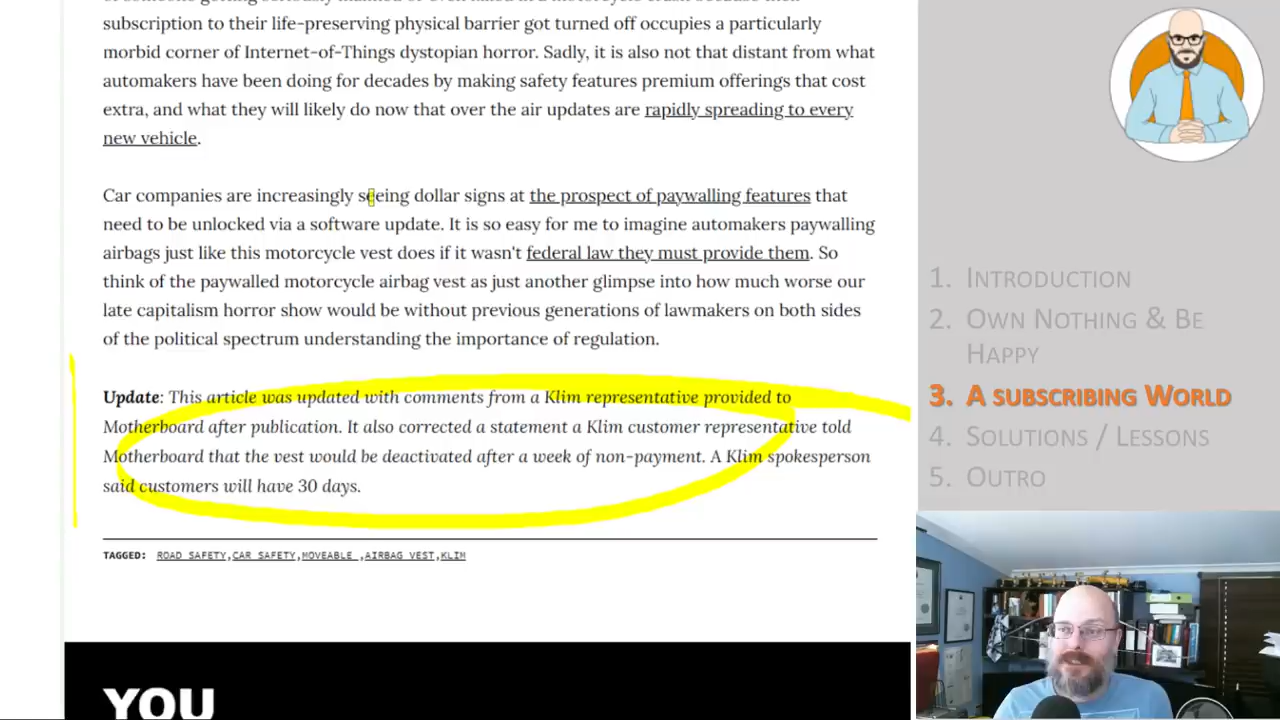 subscription to their life-preserving physical barrier got turned off occupies a particularly
morbid corner of Internet-of-Things dystopian horror. Sadly, it is also not that distant from what
automakers have been doing for decades by making safety features premium offerings that cost
extra, and what they will likely do now that over the air updates are rapidly spreading to every
new vehicle.
Car companies are increasingly seeing dollar signs at the prospect of paywalling features that
need to be unlocked via a software update. It is so easy for me to imagine automakers paywalling
airbags just like this motorcycle vest does if it wasn't federal law they must provide them. So
think of the paywalled motorcycle airbag vest as just another glimpse into how much worse our
late capitalism horror show would be without previous generations of lawmakers on both sides
of the political spectrum understanding the importance of regulation.
Update: This article was updated with comments from a Klim representative provided to
Motherboard after publication. It also corrected a statement a Klim customer representative told
Motherboard that the vest would be deactivated after a week of non-payment. A Klim spokesperson
said customers will have 30 days.
TAGGED: ROAD SAFETY,CAR SAFETY,MOVEABLE ,AIRBAG VEST,KLIM
YOU
1. INTRODUCTION
2. OWN NOTHING & BE
HAPPY
3. A SUBSCRIBING WORLD
4. SOLUTIONS / LESSONS
5. OUTRO